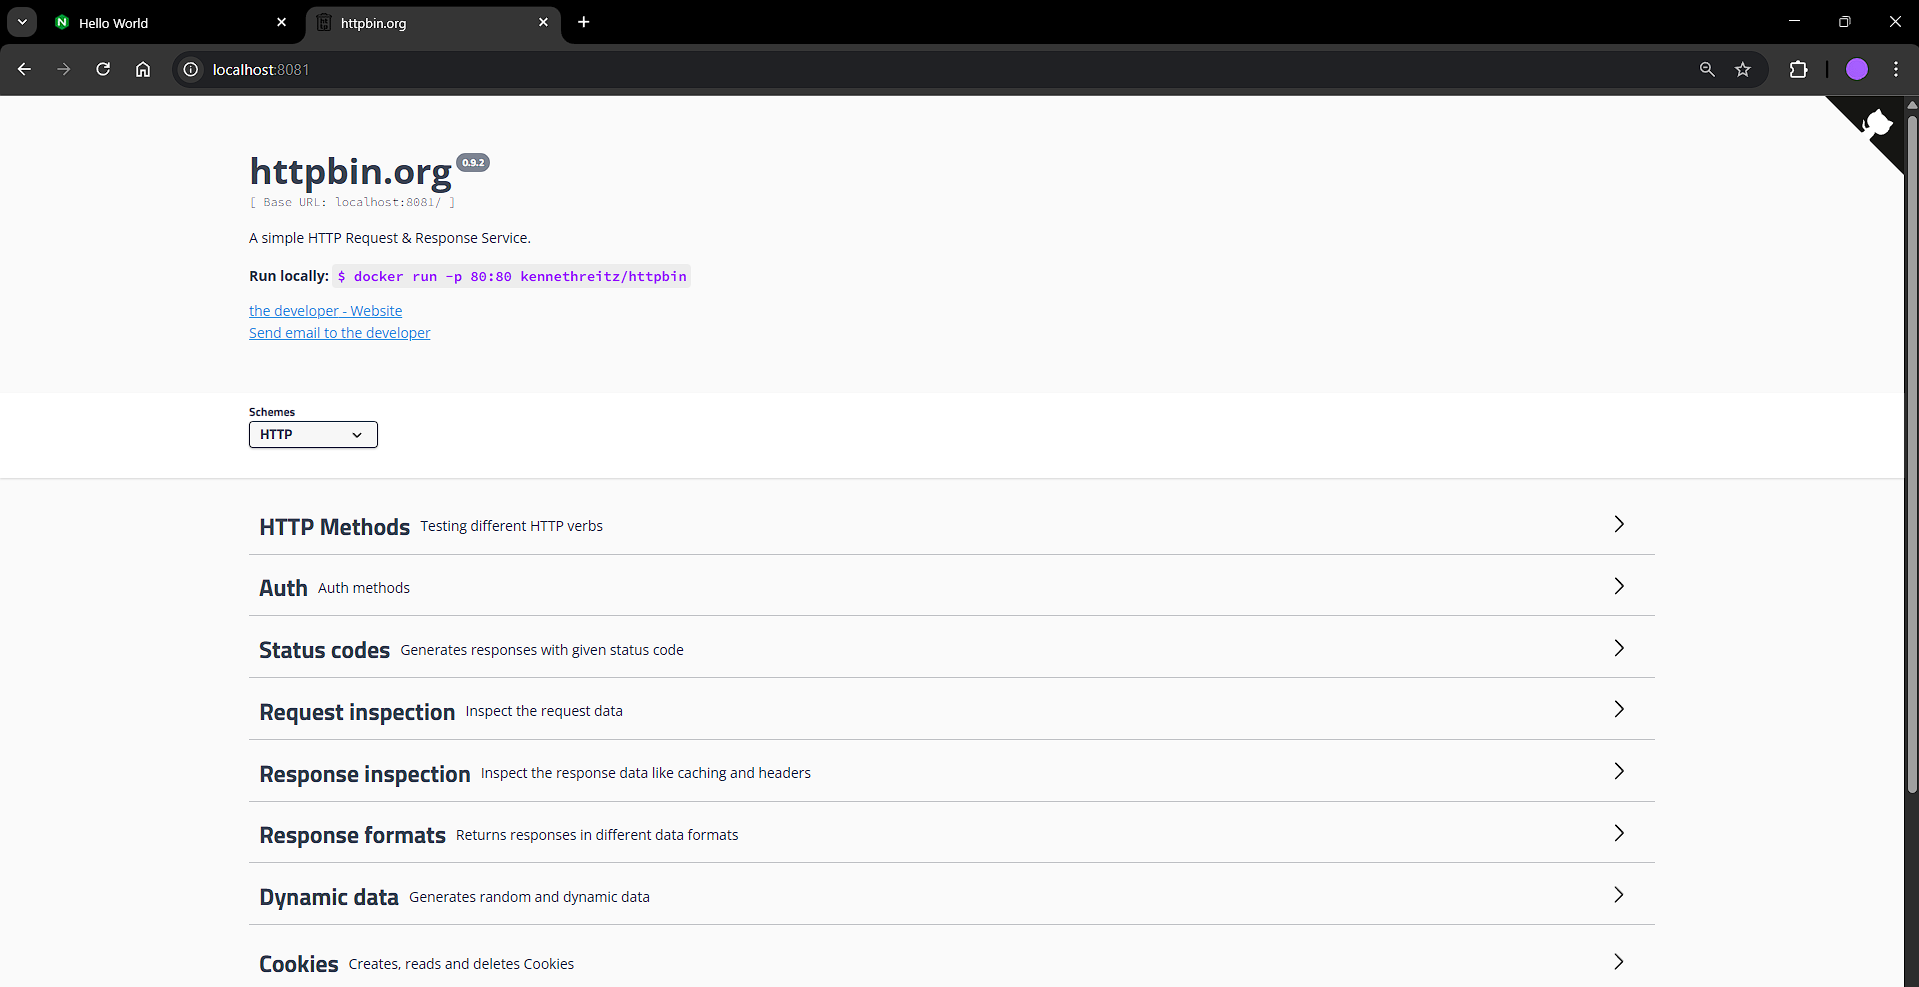 Hello World
httpbin.org
localhost:8081
httpbin.org 0.9.2
[ Base URL: localhost:8081/ ]
A simple HTTP Request & Response Service.
Run locally: $ docker run -p 80:80 kennethreitz/httpbin
the developer - Website
Send email to the developer
Schemes
HTTP
HTTP Methods Testing different HTTP verbs
Auth Auth methods
Status codes Generates responses with given status code
Request inspection Inspect the request data
Response inspection Inspect the response data like caching and headers
Response formats Returns responses in different data formats
Dynamic data Generates random and dynamic data
Cookies Creates, reads and deletes Cookies